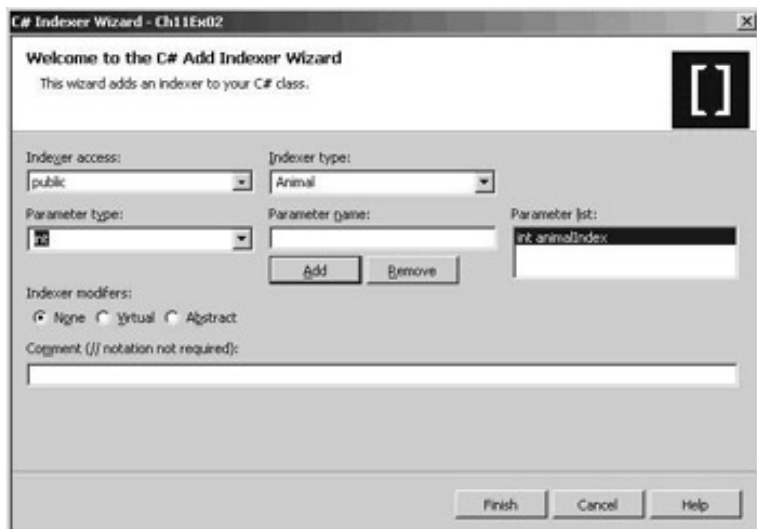 C# Indexer Wizard - Ch11Ex02
Welcome to the C# Add Indexer Wizard
This wizard adds an indexer to your C# class.
[]
Indexer access:
Indexer type:
public
Animal
Parameter type:
Parameter name:
Parameter list:
int
int animalIndex
Add
Remove
Indexer modifers:
None Virtual Abstract
Comment (// notation not required):
Finish Cancel Help